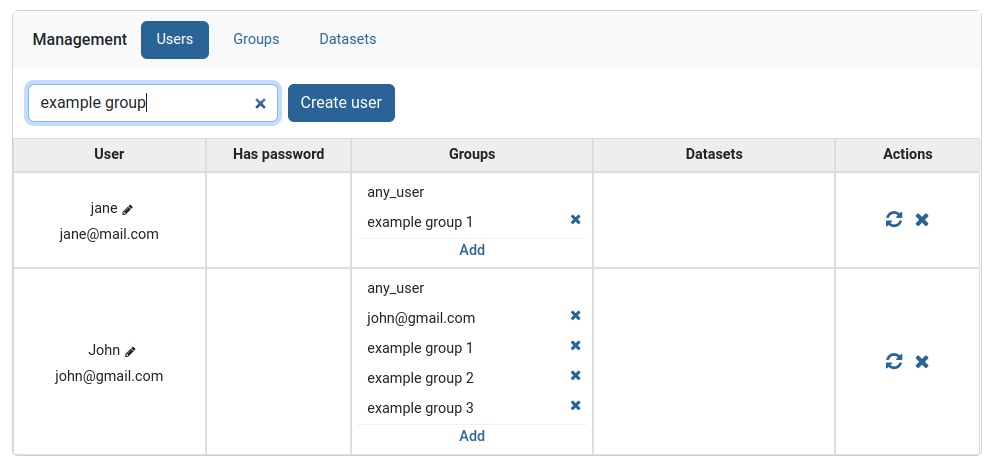 Management Users Groups Datasets
example group
Create user
User Has password Groups Datasets Actions
jane
jane@mail.com
any_user
example group 1
Add
John
john@gmail.com
any_user
john@gmail.com
example group 1
example group 2
example group 3
Add